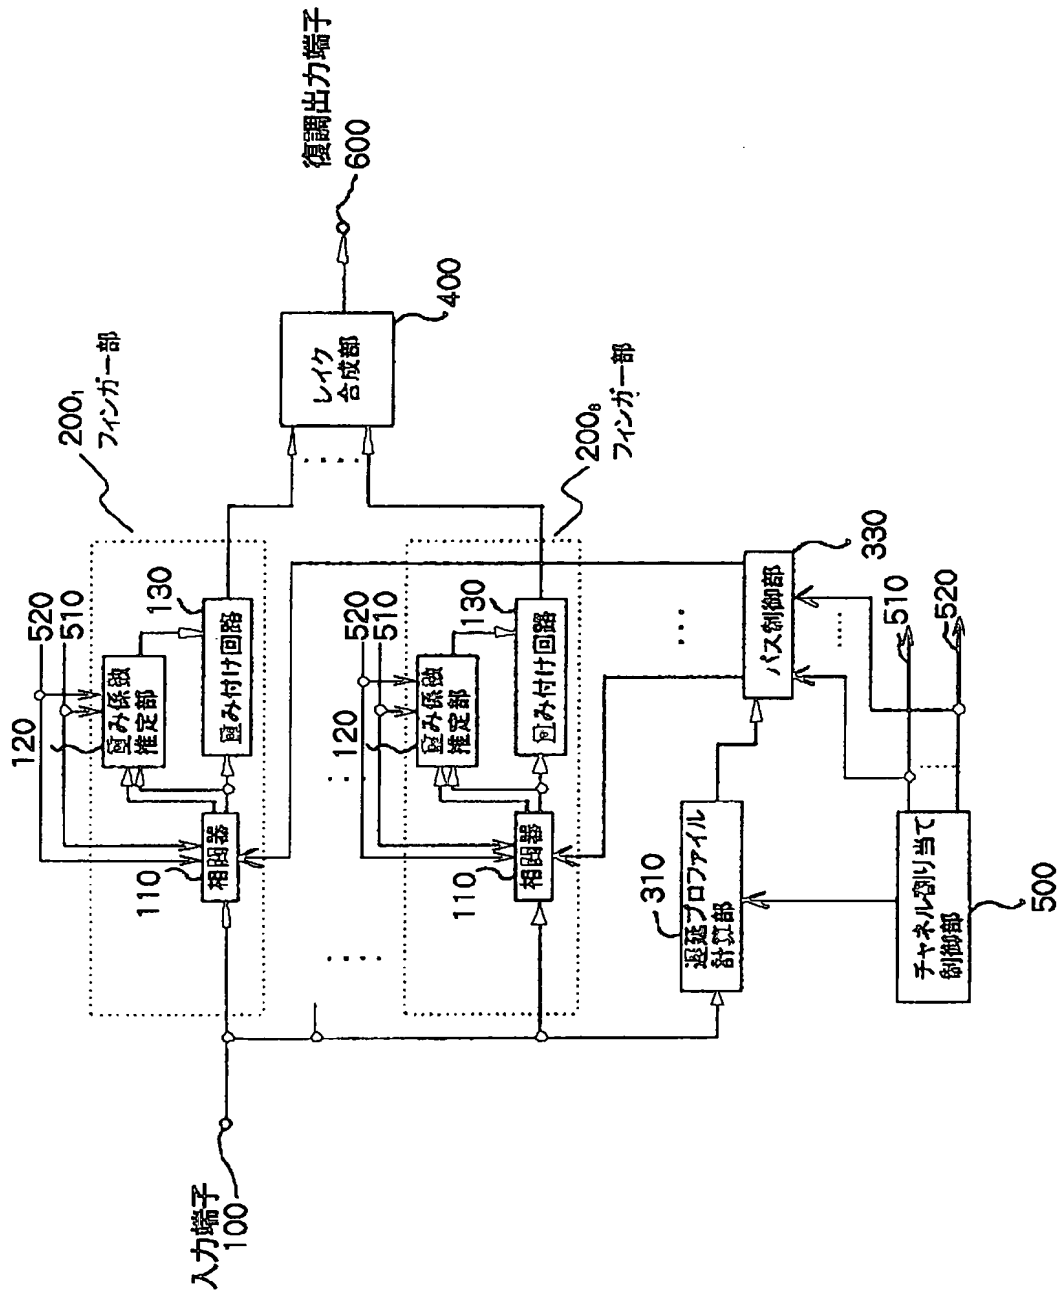 入力端子
100
200₁
フィンガー部
520
510
120
重み係数
推定部
130
重み付け回路
相関器
110
200₈
フィンガー部
520
510
120
重み係数
推定部
130
重み付け回路
相関器
110
レイク
合成部
400
復調出力端子
600
310
遅延プロファイル
計算部
パス制御部
330
チャネル割り当て
制御部
500
510
520